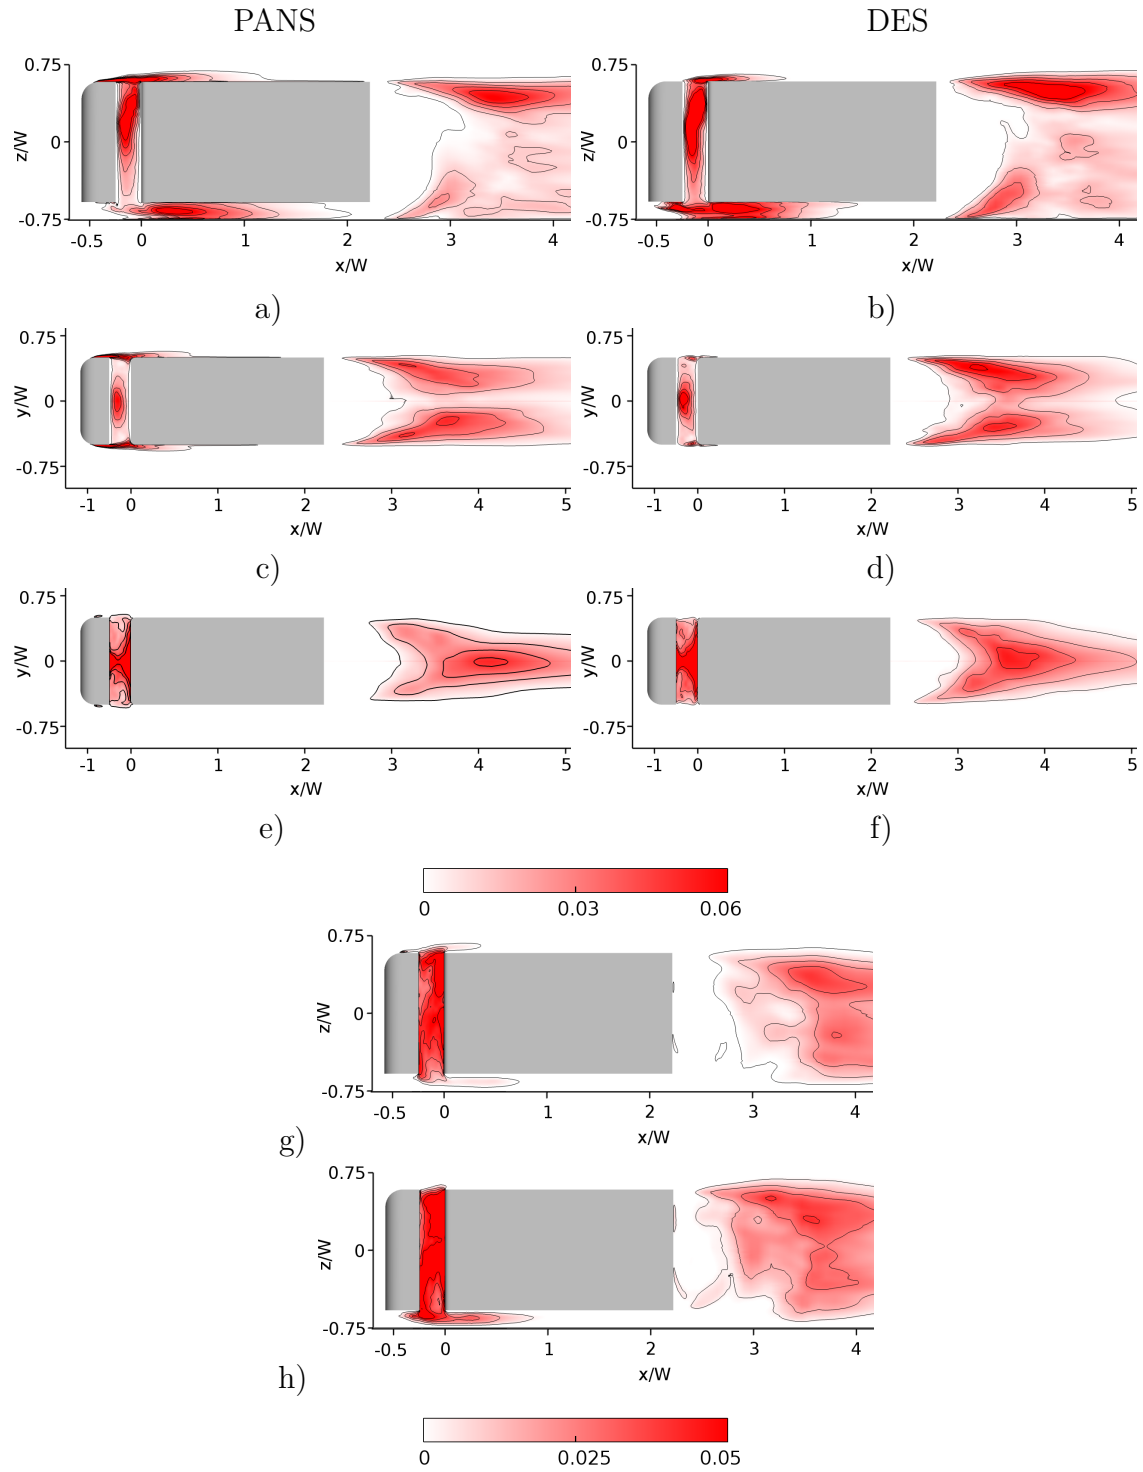 PANS DES
0.75 0.75
z/W 0 z/W 0
-0.75 -0.75
-0.5 0 1 2 3 4 -0.5 0 1 2 3 4
x/W x/W
a) b)
0.75 0.75
y/W 0 y/W 0
-0.75 -0.75
-1 0 1 2 3 4 5 -1 0 1 2 3 4 5
x/W x/W
c) d)
0.75 0.75
y/W 0 y/W 0
-0.75 -0.75
-1 0 1 2 3 4 5 -1 0 1 2 3 4 5
x/W x/W
e) f)
0 0.03 0.06
0.75
z/W 0
-0.75
-0.5 0 1 2 3 4
x/W
g)
0.75
z/W 0
-0.75
-0.5 0 1 2 3 4
x/W
h)
0 0.025 0.05